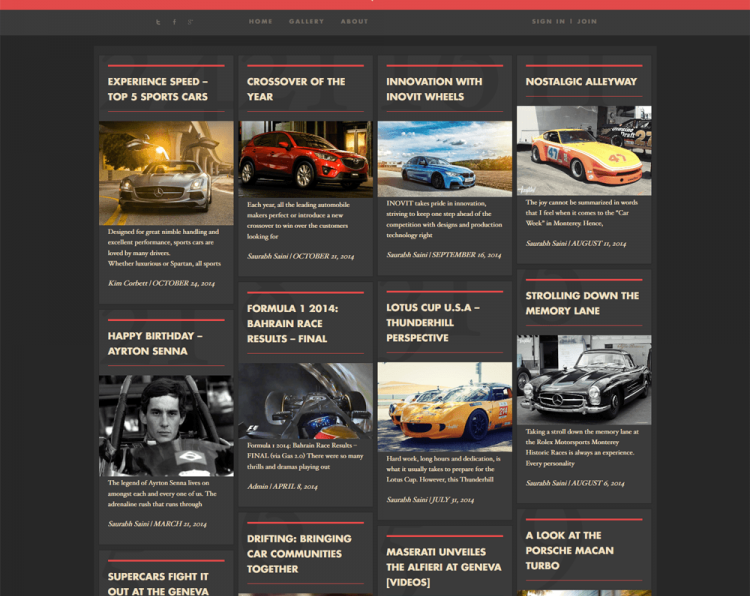 HOME GALLERY ABOUT SIGN IN | JOIN
EXPERIENCE SPEED –
TOP 5 SPORTS CARS
Designed for great nimble handling and
excellent performance, sports cars are
loved by many drivers.
Whether luxurious or Spartan, all sports
Kim Corbett / OCTOBER 24, 2014
HAPPY BIRTHDAY –
AYRTON SENNA
The legend of Ayrton Senna lives on
amongst each and every one of us. The
adrenaline rush that runs through
Saurabh Saini / MARCH 21, 2014
SUPERCARS FIGHT IT
OUT AT THE GENEVA
CROSSOVER OF THE
YEAR
Each year, all the leading automobile
makers perfect or introduce a new
crossover to win over the customers
looking for
Saurabh Saini / OCTOBER 21, 2014
FORMULA 1 2014:
BAHRAIN RACE
RESULTS – FINAL
Formula 1 2014: Bahrain Race Results –
FINAL (via Gas 2.0) There were so many
thrills and dramas playing out
Admin / APRIL 8, 2014
DRIFTING: BRINGING
CAR COMMUNITIES
TOGETHER
INNOVATION WITH
INOVIT WHEELS
INOVIT takes pride in innovation,
striving to keep one step ahead of the
competition with designs and production
technology right
Saurabh Saini / SEPTEMBER 16, 2014
LOTUS CUP U.S.A –
THUNDERHILL
PERSPECTIVE
Hard work, long hours and dedication, is
what it usually takes to prepare for the
Lotus Cup. However, this Thunderhill
Saurabh Saini / JULY 31, 2014
MASERATI UNVEILS
THE ALFIERI AT GENEVA
[VIDEOS]
NOSTALGIC ALLEYWAY
47
The joy cannot be summarized in words
that I feel when it comes to the "Car
Week" in Monterey. Hence,
Saurabh Saini / AUGUST 11, 2014
STROLLING DOWN THE
MEMORY LANE
Taking a stroll down the memory lane at
the Rolex Motorsports Monterey
Historic Races is always an experience.
Every personality
Saurabh Saini / AUGUST 6, 2014
A LOOK AT THE
PORSCHE MACAN
TURBO